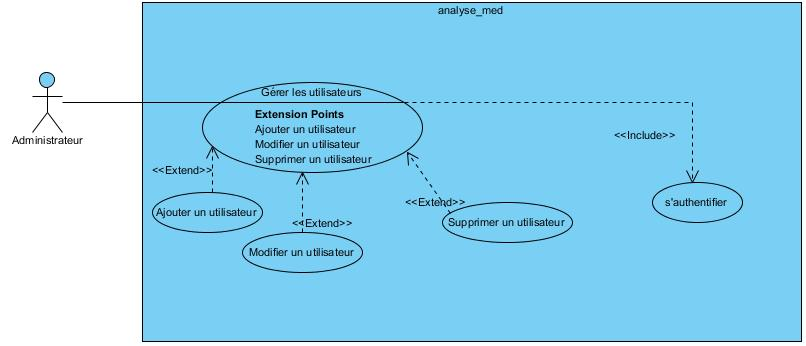 analyse_med
Gérer les utilisateurs
Extension Points
Ajouter un utilisateur
Modifier un utilisateur
Supprimer un utilisateur
Administrateur
<<Include>>
<<Extend>>
<<Extend>>
<<Extend>>
Ajouter un utilisateur
Modifier un utilisateur
Supprimer un utilisateur
s'authentifier